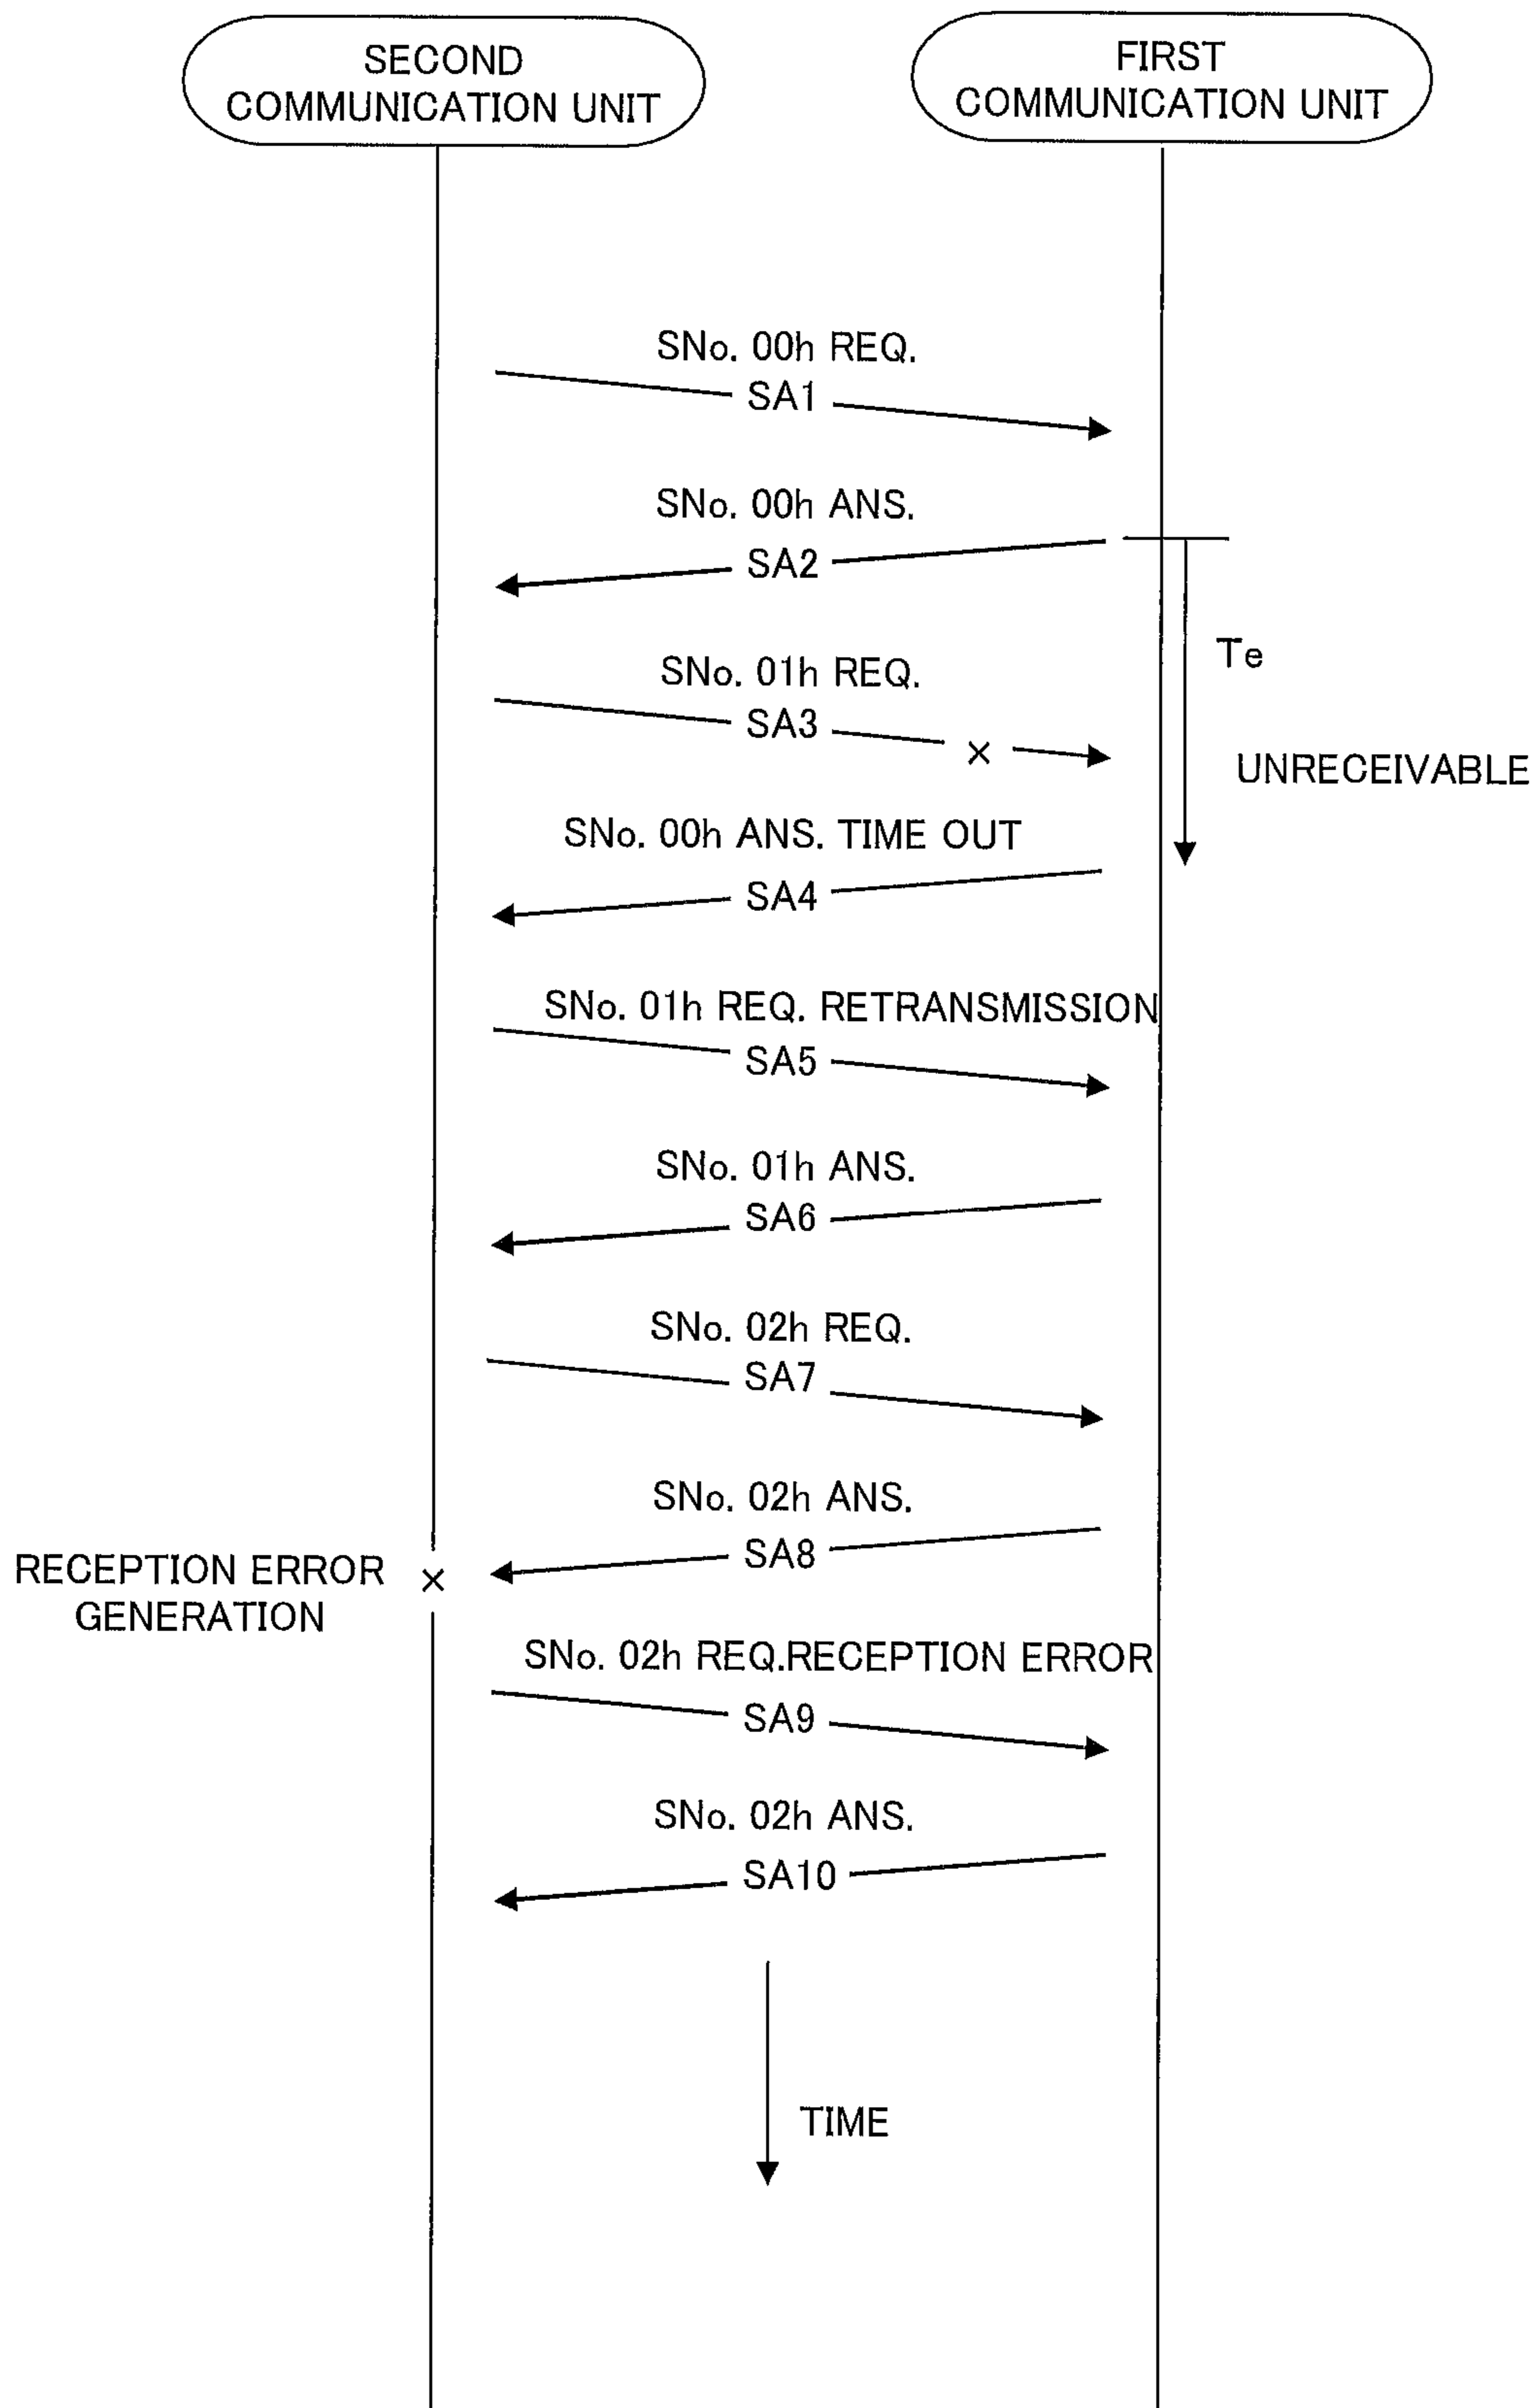 SECOND
COMMUNICATION UNIT
FIRST
COMMUNICATION UNIT
SNo. 00h REQ.
SA1
SNo. 00h ANS.
SA2
Te
SNo. 01h REQ.
SA3
×
UNRECEIVABLE
SNo. 00h ANS. TIME OUT
SA4
SNo. 01h REQ. RETRANSMISSION
SA5
SNo. 01h ANS.
SA6
SNo. 02h REQ.
SA7
SNo. 02h ANS.
SA8
RECEPTION ERROR ×
GENERATION
SNo. 02h REQ.RECEPTION ERROR
SA9
SNo. 02h ANS.
SA10
TIME